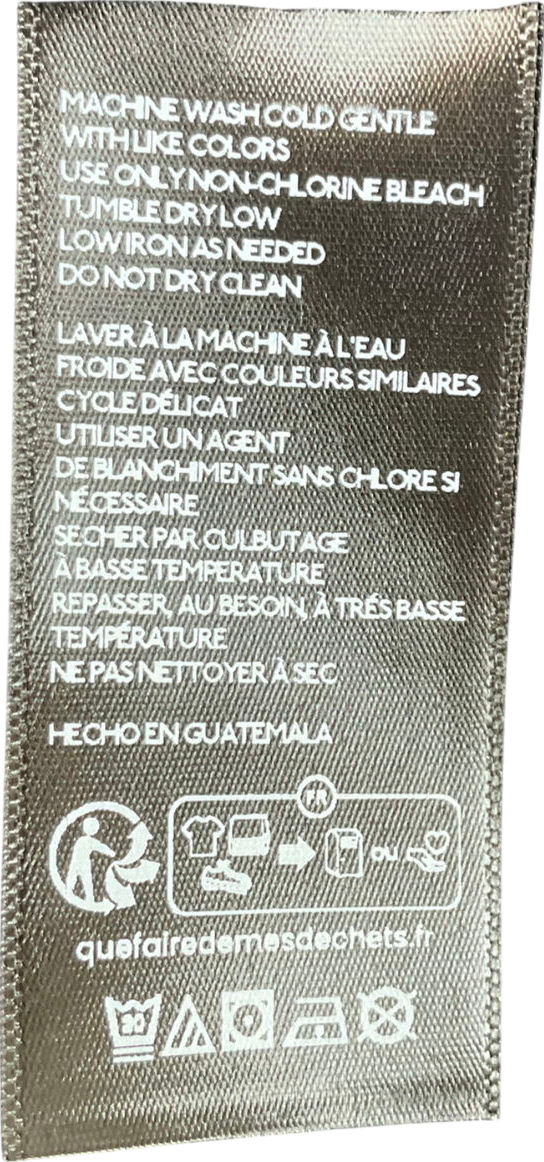 MACHINE WASH COLD GENTLE
WITH LIKE COLORS
USE ONLY NON-CHLORINE BLEACH
TUMBLE DRY LOW
LOW IRON AS NEEDED
DO NOT DRY CLEAN
LAVER À LA MACHINE À L'EAU
FROIDE AVEC COULEURS SIMILAIRES
CYCLE DÉLICAT
UTILISER UN AGENT
DE BLANCHIMENT SANS CHLORE SI
NÉCESSAIRE
SECHER PAR CULBUTAGE
À BASSE TEMPERATURE
REPASSER, AU BESOIN, À TRÉS BASSE
TEMPÉRATURE
NE PAS NETTOYER À SEC
HECHO EN GUATEMALA
FR
OU
quefairedemesdechets.fr
30